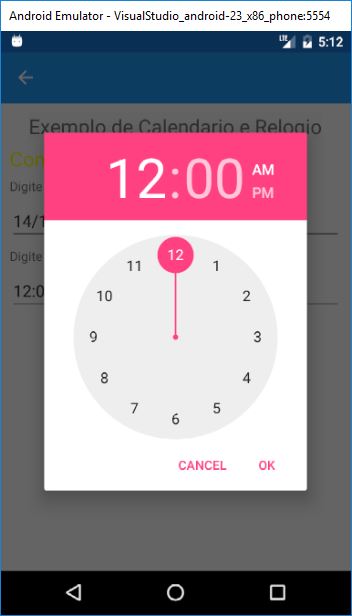 Android Emulator - VisualStudio_android-23_x86_phone:5554
LTE 5:12
Exemplo de Calendario e Relogio
Digite
14/1
Digite
12:0
12:00 AM
PM
12
11 1
10 2
9 3
8 4
7 5
6
CANCEL OK